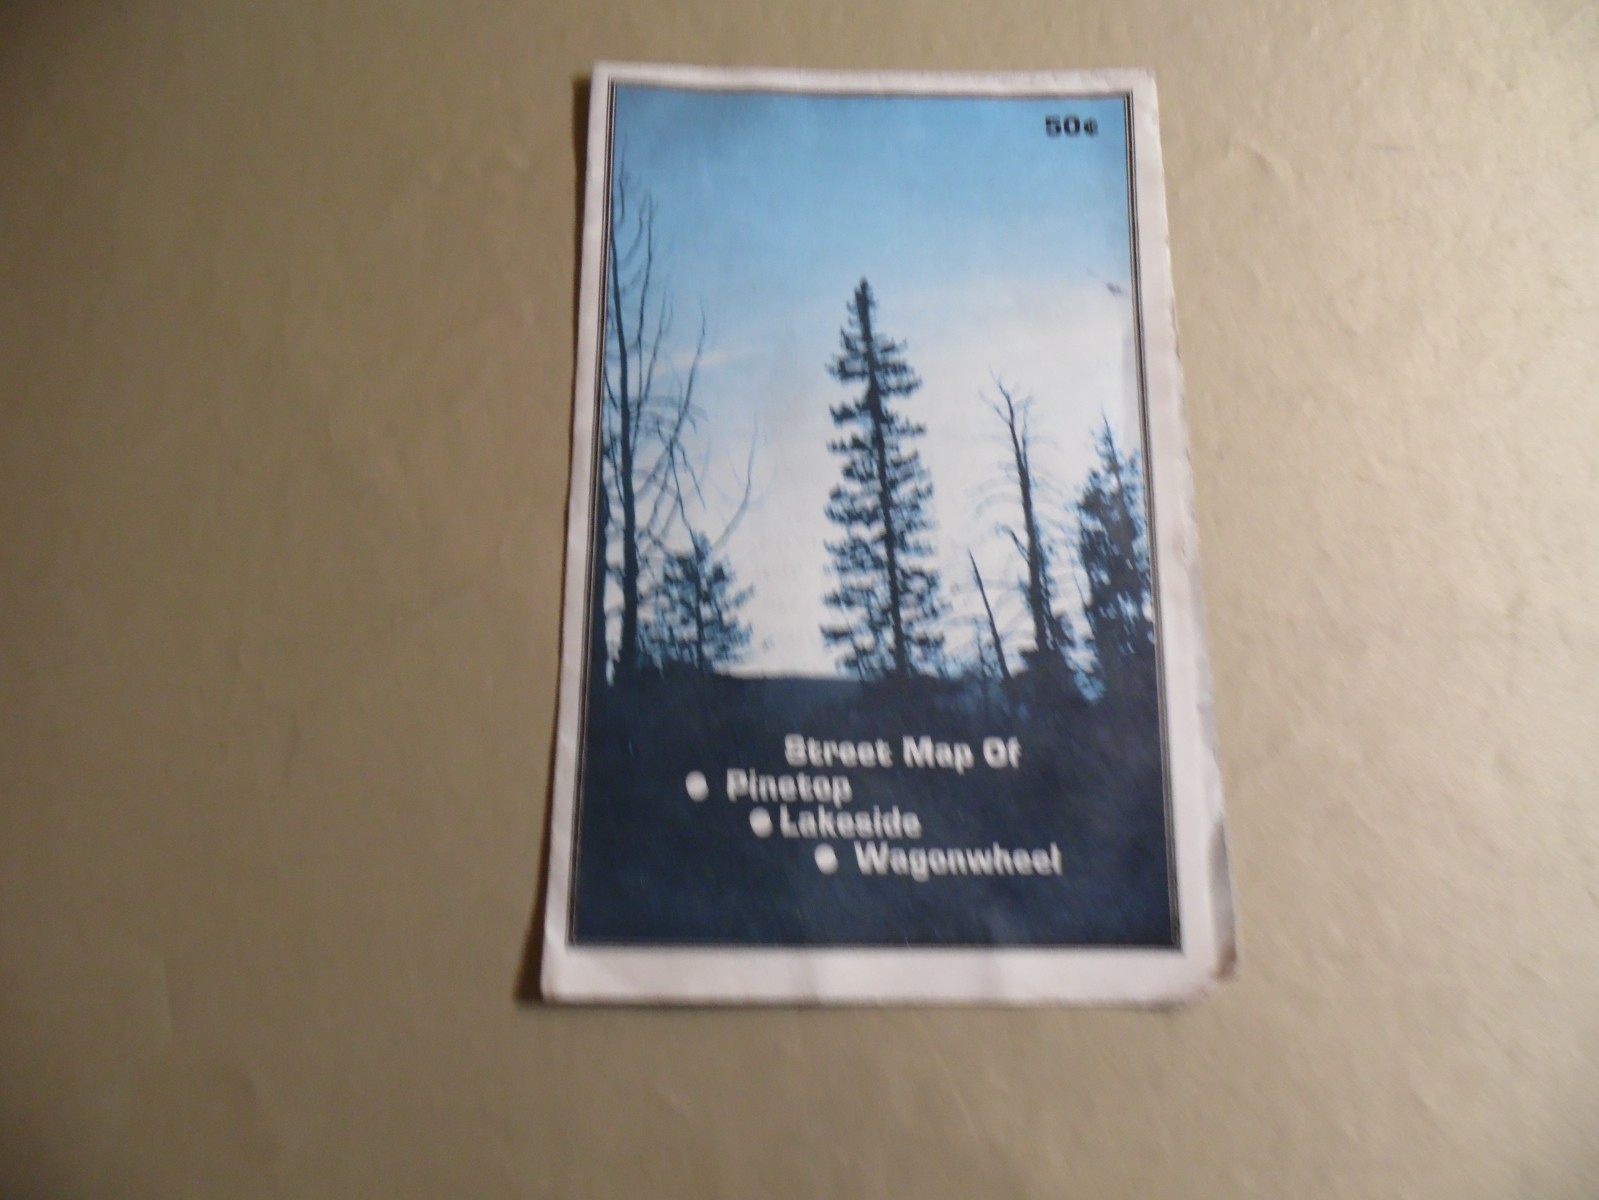 50¢
Street Map Of
● Pinetop
● Lakeside
● Wagonwheel